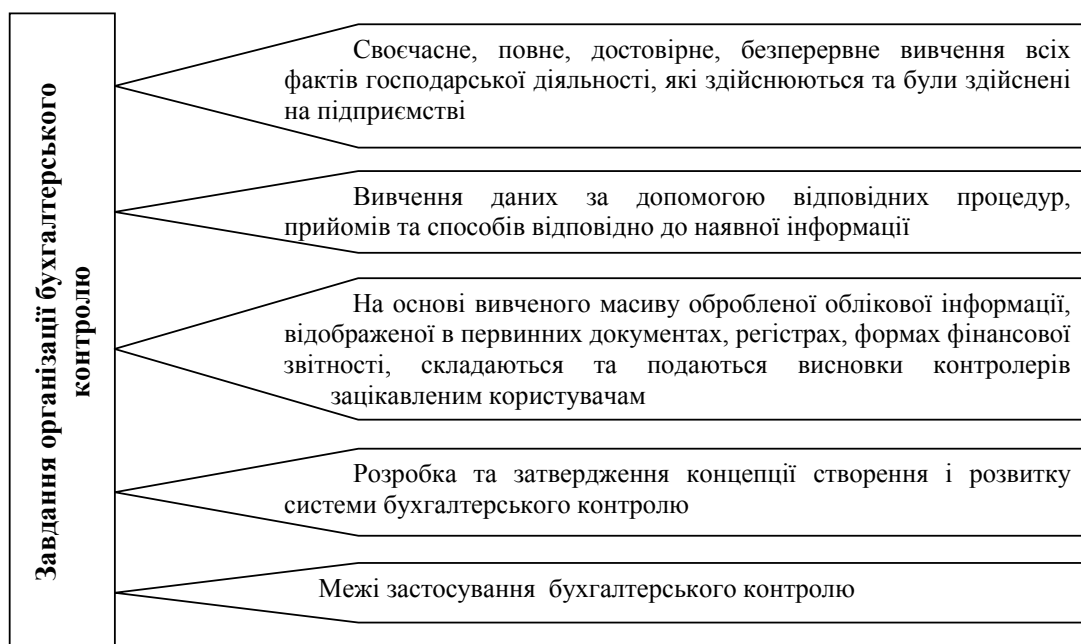 Завдання організації бухгалтерського
контролю
Своєчасне, повне, достовірне, безперервне вивчення всіх
фактів господарської діяльності, які здійснюються та були здійснені
на підприємстві
Вивчення даних за допомогою відповідних процедур,
прийомів та способів відповідно до наявної інформації
На основі вивченого масиву обробленої облікової інформації,
відображеної в первинних документах, регістрах, формах фінансової
звітності, складаються та подаються висновки контролерів
зацікавленим користувачам
Розробка та затвердження концепції створення і розвитку
системи бухгалтерського контролю
Межі застосування бухгалтерського контролю